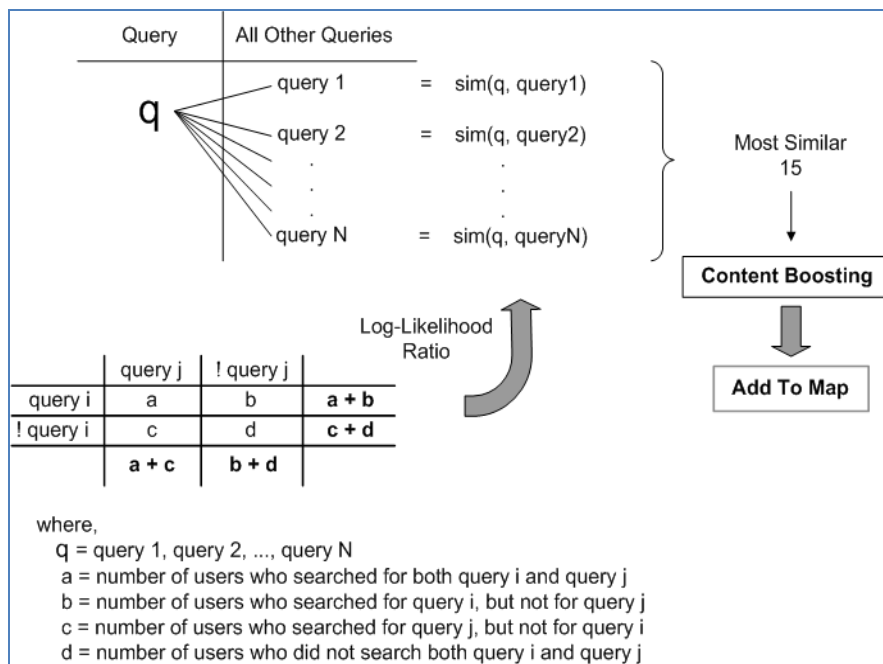 Query All Other Queries
q
query 1 = sim(q, query1)
query 2 = sim(q, query2)
. .
. .
. .
query N = sim(q, queryN)
Most Similar
15
Content Boosting
Add To Map
Log-Likelihood
Ratio
query j ! query j
query i a b a + b
! query i c d c + d
a + c b + d
where,
q = query 1, query 2, ..., query N
a = number of users who searched for both query i and query j
b = number of users who searched for query i, but not for query j
c = number of users who searched for query j, but not for query i
d = number of users who did not search both query i and query j